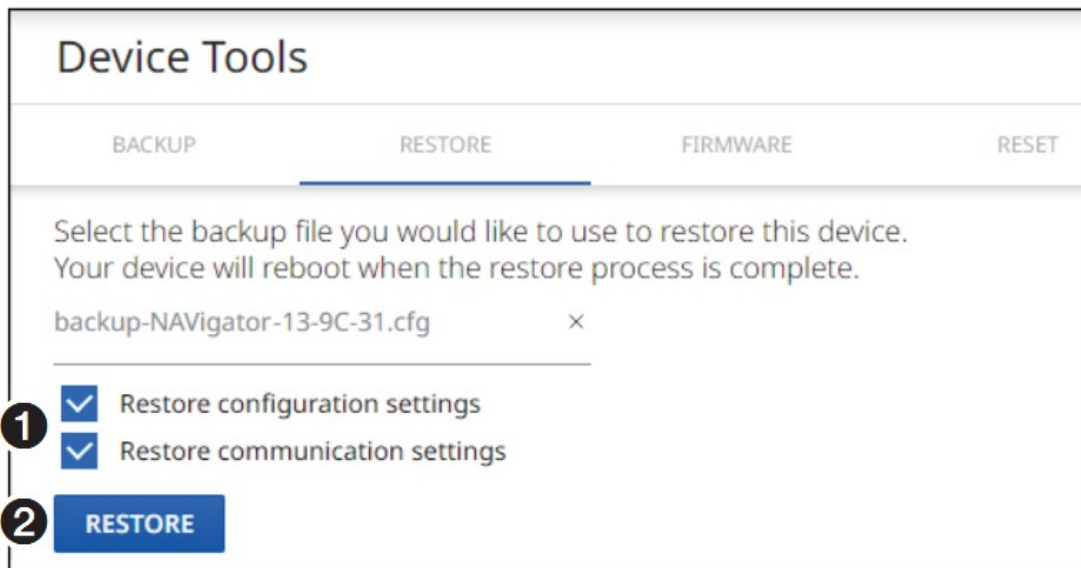 Device Tools
BACKUP RESTORE FIRMWARE RESET
Select the backup file you would like to use to restore this device.
Your device will reboot when the restore process is complete.
backup-NAVigator-13-9C-31.cfg ×
1
Restore configuration settings
Restore communication settings
2 RESTORE